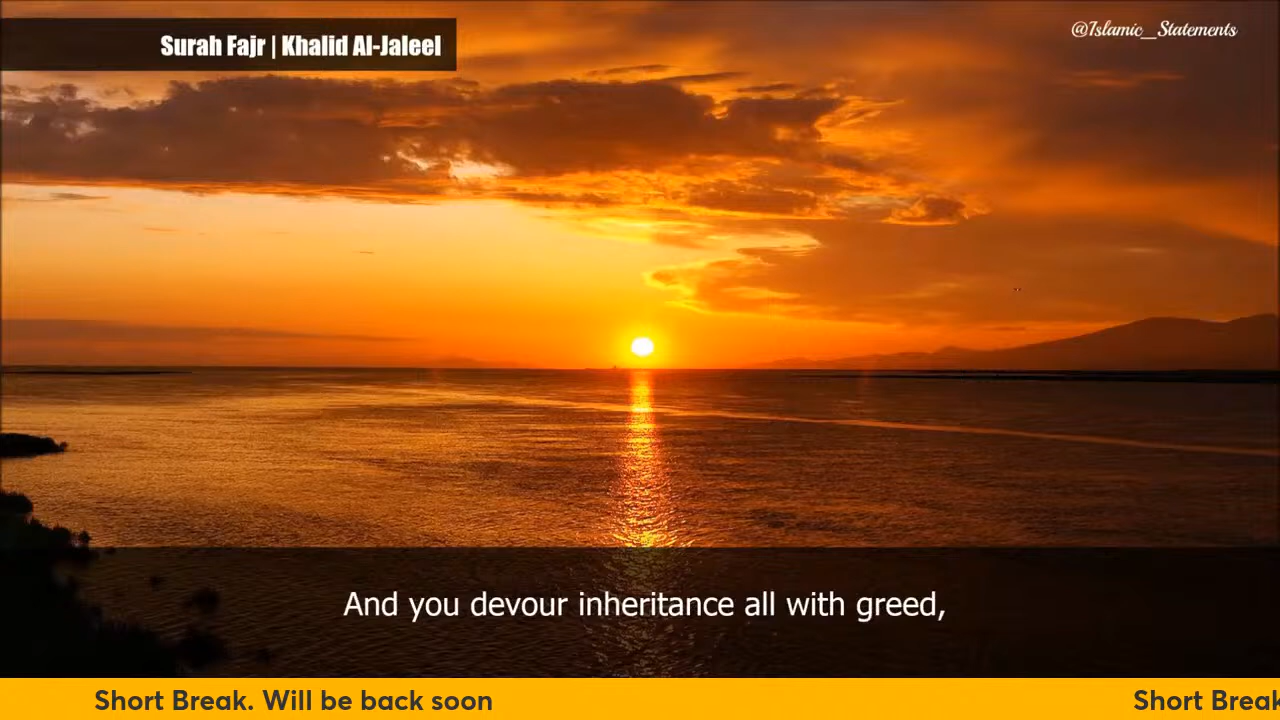 Surah Fajr | Khalid Al-Jaleel
@Islamic_Statements
And you devour inheritance all with greed,
Short Break. Will be back soon
Short Break